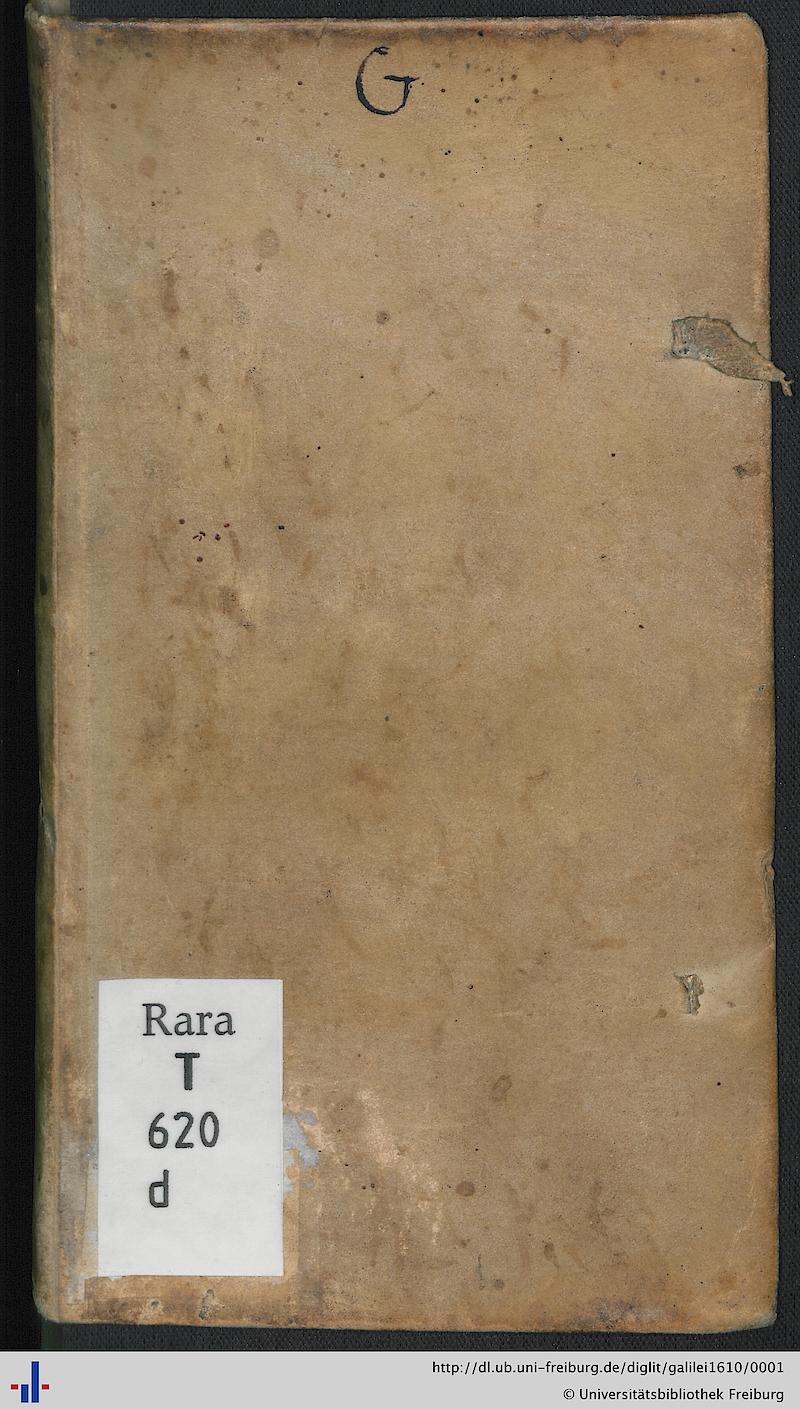 G
Rara
T
620
d
http://dl.ub.uni-freiburg.de/diglit/galilei1610/0001
© Universitätsbibliothek Freiburg